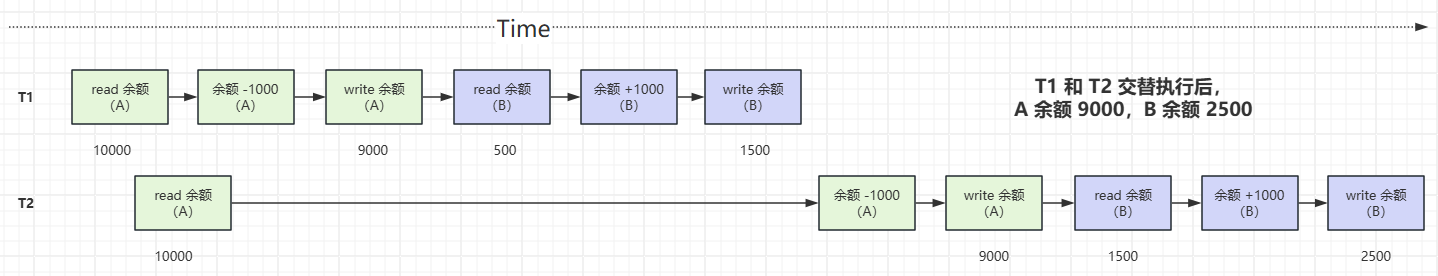 Time
T1
read 余额
（A）
余额 -1000
（A）
write 余额
（A）
read 余额
（B）
余额 +1000
（B）
write 余额
（B）
10000
9000
500
1500
T1 和 T2 交替执行后，
A 余额 9000，B 余额 2500
T2
read 余额
（A）
余额 -1000
（A）
write 余额
（A）
read 余额
（B）
余额 +1000
（B）
write 余额
（B）
10000
9000
1500
2500